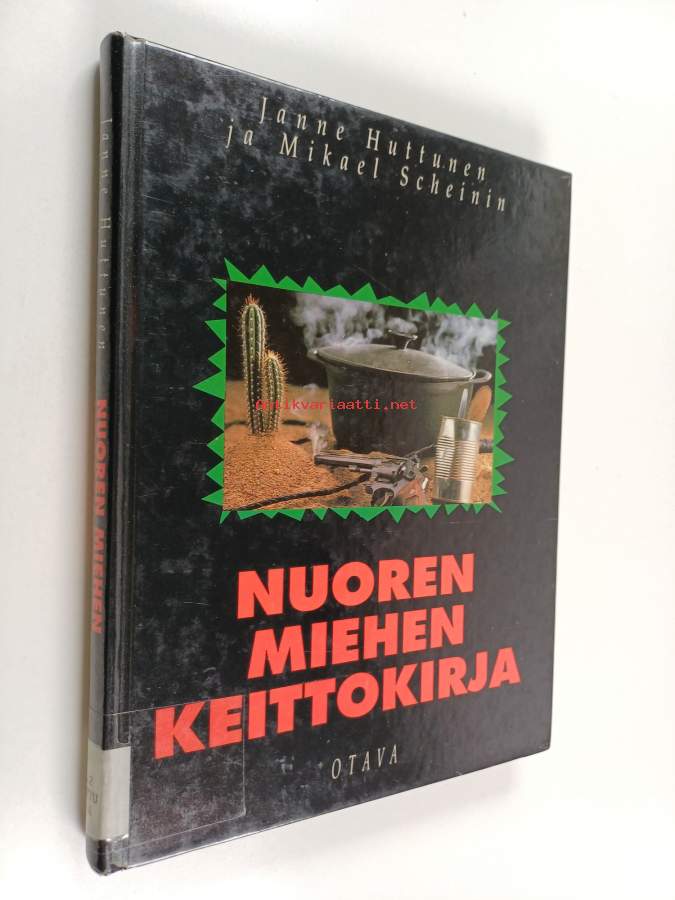 Janne Huttunen
ja Mikael Scheinin
antikvariaatti.net
NUOREN
MIEHEN
KEITTOKIRJA
OTAVA
Janne Huttunen
NUOREN MIEHEN